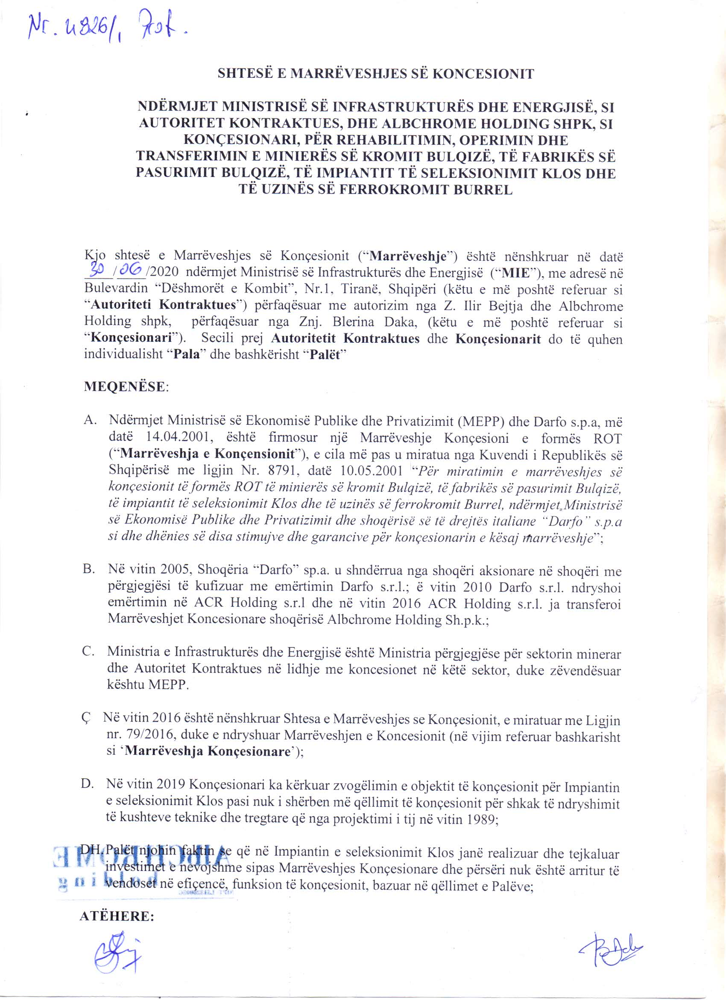 Nr. 4826/1 Prot.
SHTESË E MARRËVESHJES SË KONCESIONIT
NDËRMJET MINISTRISË SË INFRASTRUKTURËS DHE ENERGJISË, SI
AUTORITET KONTRAKTUES, DHE ALBCHROME HOLDING SHPK, SI
KONÇESIONARI, PËR REHABILITIMIN, OPERIMIN DHE
TRANSFERIMIN E MINIERËS SË KROMIT BULQIZË, TË FABRIKËS SË
PASURIMIT BULQIZË, TË IMPIANTIT TË SELEKSIONIMIT KLOS DHE
TË UZINËS SË FERROKROMIT BURREL
Kjo shtesë e Marrëveshjes së Konçesionit (“Marrëveshje”) është nënshkruar në datë
30/06/2020 ndërmjet Ministrisë së Infrastrukturës dhe Energjisë (“MIE”), me adresë në
Bulevardin “Dëshmorët e Kombit”, Nr.1, Tiranë, Shqipëri (këtu e më poshtë referuar si
“Autoriteti Kontraktues”) përfaqësuar me autorizim nga Z. Ilir Bejtja dhe Albchrome
Holding shpk, përfaqësuar nga Znj. Blerina Daka, (këtu e më poshtë referuar si
“Konçesionari”). Secili prej Autoritetit Kontraktues dhe Konçesionarit do të quhen
individualisht “Pala” dhe bashkërisht “Palët”
MEQENËSE:
A. Ndërmjet Ministrisë së Ekonomisë Publike dhe Privatizimit (MEPP) dhe Darfo s.p.a, më
datë 14.04.2001, është firmosur një Marrëveshje Konçesioni e formës ROT
(“Marrëveshja e Konçensionit”), e cila më pas u miratua nga Kuvendi i Republikës së
Shqipërisë me ligjin Nr. 8791, datë 10.05.2001 “Për miratimin e marrëveshjes së
konçesionit të formës ROT të minierës së kromit Bulqizë, të fabrikës së pasurimit Bulqizë,
të impiantit të seleksionimit Klos dhe të uzinës së ferrokromit Burrel, ndërmjet Ministrisë
së Ekonomisë Publike dhe Privatizimit dhe shoqërisë së të drejtës italiane “Darfo” s.p.a
si dhe dhënies së disa stimujve dhe garancive për konçesionarin e kësaj marrëveshje”;
B. Në vitin 2005, Shoqëria “Darfo” sp.a. u shndërrua nga shoqëri aksionare në shoqëri me
përgjegjësi të kufizuar me emërtimin Darfo s.r.l.; ë vitin 2010 Darfo s.r.l. ndryshoi
emërtimin në ACR Holding s.r.l dhe në vitin 2016 ACR Holding s.r.l. ja transferoi
Marrëveshjet Koncesionare shoqërisë Albchrome Holding Sh.p.k.;
C. Ministria e Infrastrukturës dhe Energjisë është Ministria përgjegjëse për sektorin minerar
dhe Autoritet Kontraktues në lidhje me koncesionet në këtë sektor, duke zëvendësuar
kështu MEPP.
Ç Në vitin 2016 është nënshkruar Shtesa e Marrëveshjes se Konçesionit, e miratuar me Ligjin
nr. 79/2016, duke e ndryshuar Marrëveshjen e Koncesionit (në vijim referuar bashkarisht
si ‘Marrëveshja Konçesionare’);
D. Në vitin 2019 Konçesionari ka kërkuar zvogëlimin e objektit të konçesionit për Impiantin
e seleksionimit Klos pasi nuk i shërben më qëllimit të konçesionit për shkak të ndryshimit
të kushteve teknike dhe tregtare që nga projektimi i tij në vitin 1989;
DH. Palët njohin faktin se që në Impiantin e seleksionimit Klos janë realizuar dhe tejkaluar
investimet e nevojshme sipas Marrëveshjes Konçesionare dhe përsëri nuk është arritur të
vendoset në efiçencë, funksion të konçesionit, bazuar në qëllimet e Palëve;
AlbCHROME
holding
ATËHERE: